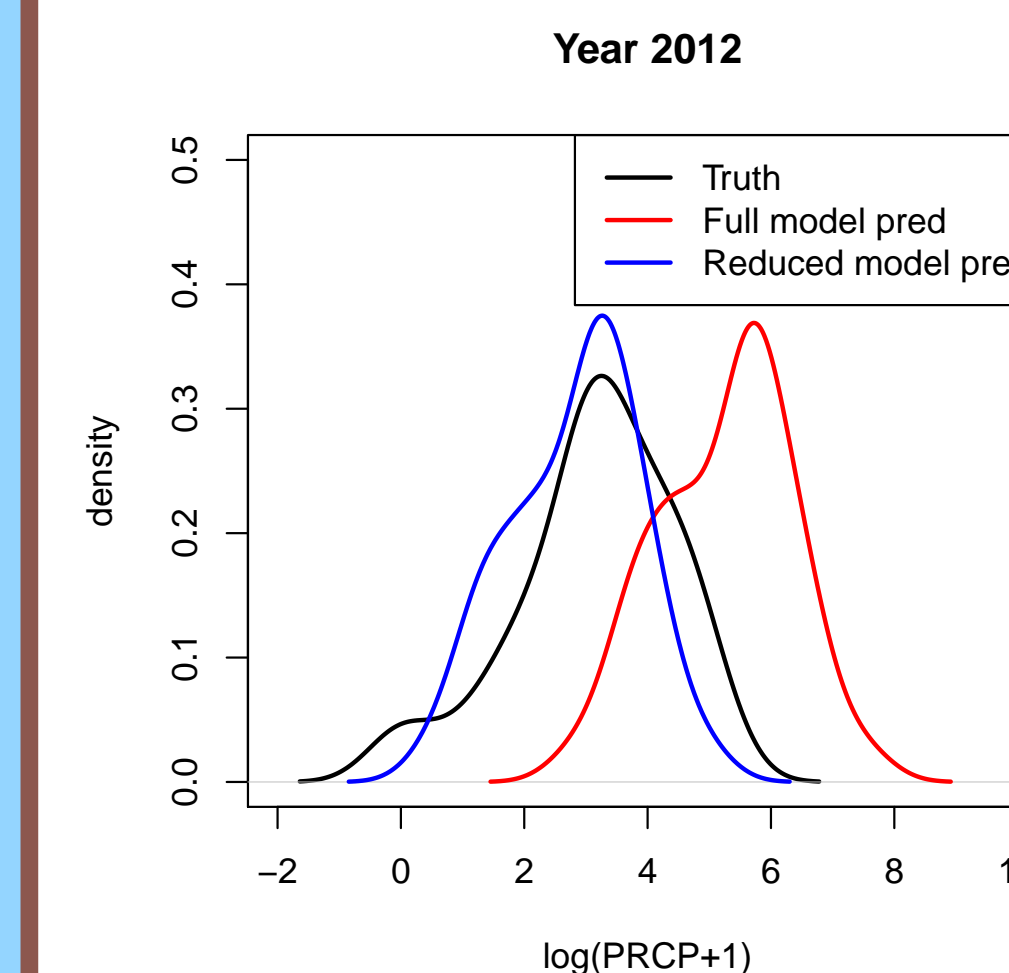 Year 2012
0.5
0.4
0.3
0.2
0.1
0.0
density
Truth
Full model pred
Reduced model pre
−2 0 2 4 6 8 1
log(PRCP+1)